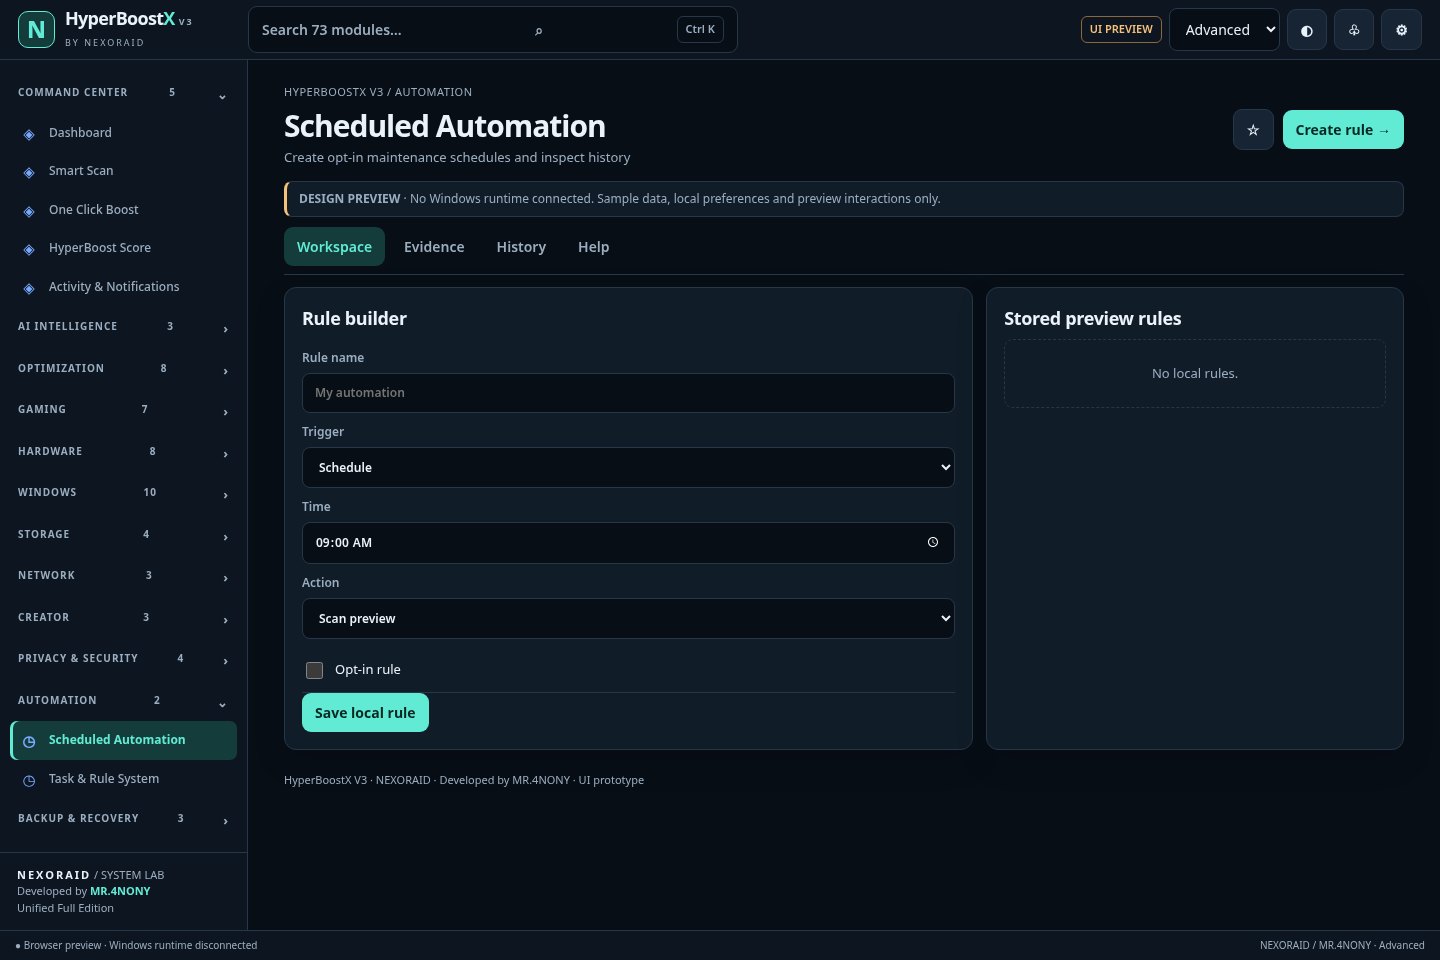 N
HyperBoostX V3
BY NEXORAID
Search 73 modules...
Ctrl K
UI PREVIEW
Advanced
COMMAND CENTER 5
Dashboard
Smart Scan
One Click Boost
HyperBoost Score
Activity & Notifications
AI INTELLIGENCE 3
OPTIMIZATION 8
GAMING 7
HARDWARE 8
WINDOWS 10
STORAGE 4
NETWORK 3
CREATOR 3
PRIVACY & SECURITY 4
AUTOMATION 2
Scheduled Automation
Task & Rule System
BACKUP & RECOVERY 3
NEXORAID / SYSTEM LAB
Developed by MR.4NONY
Unified Full Edition
HYPERBOOSTX V3 / AUTOMATION
Scheduled Automation
Create opt-in maintenance schedules and inspect history
Create rule →
DESIGN PREVIEW · No Windows runtime connected. Sample data, local preferences and preview interactions only.
Workspace Evidence History Help
Rule builder
Rule name
My automation
Trigger
Schedule
Time
09:00 AM
Action
Scan preview
Opt-in rule
Save local rule
Stored preview rules
No local rules.
HyperBoostX V3 · NEXORAID · Developed by MR.4NONY · UI prototype
● Browser preview · Windows runtime disconnected
NEXORAID / MR.4NONY · Advanced